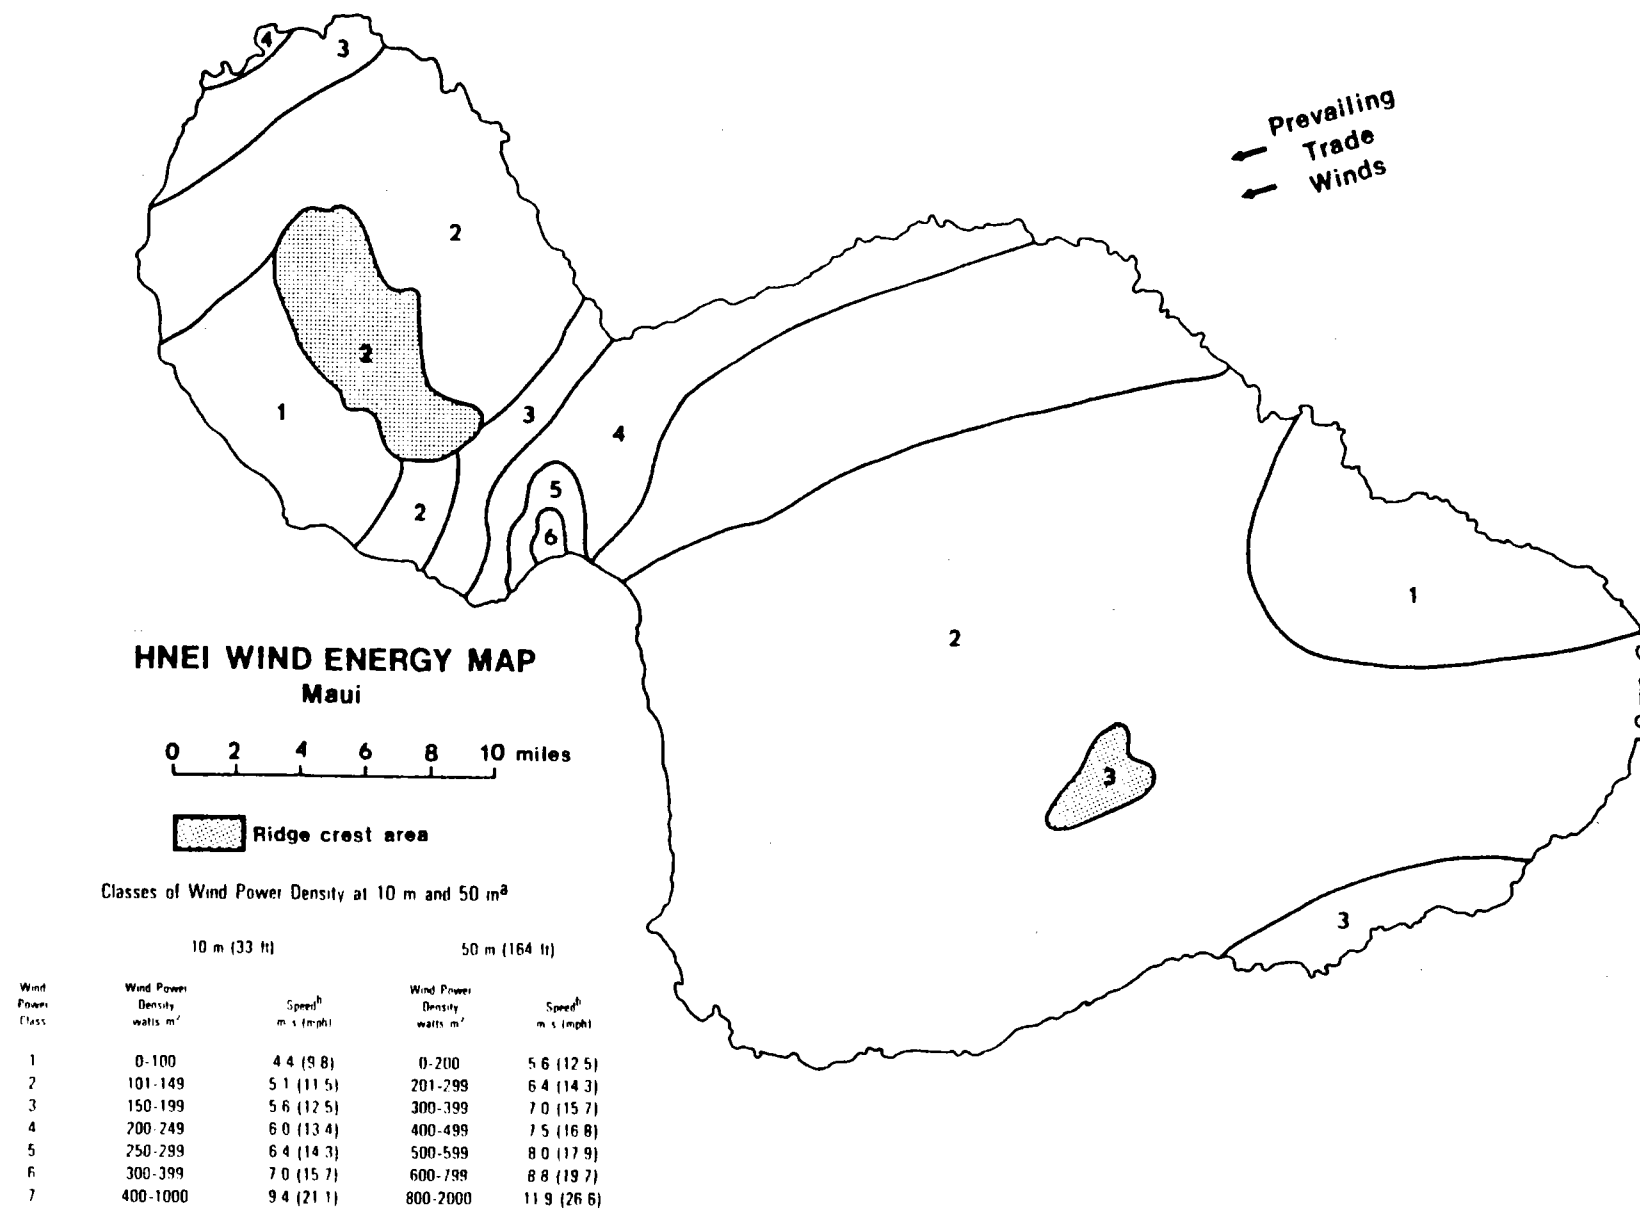 4
3
Prevailing
Trade
Winds
2
2
1
3
4
2
5
6
1
2
3
3
HNEI WIND ENERGY MAP
Maui
0 2 4 6 8 10 miles
Ridge crest area
Classes of Wind Power Density at 10 m and 50 mª
10 m (33 ft) 50 m (164 ft)
Wind Power Class
Wind Power Density watts m²
Speedᵇ m s (mph)
Wind Power Density watts m²
Speedᵇ m s (mph)
1 0-100 4 4 (9 8) 0-200 5 6 (12 5)
2 101-149 5 1 (11 5) 201-299 6 4 (14 3)
3 150-199 5 6 (12 5) 300-399 7 0 (15 7)
4 200-249 6 0 (13 4) 400-499 7 5 (16 8)
5 250-299 6 4 (14 3) 500-599 8 0 (17 9)
6 300-399 7 0 (15 7) 600-799 8 8 (19 7)
7 400-1000 9 4 (21 1) 800-2000 11 9 (26 6)